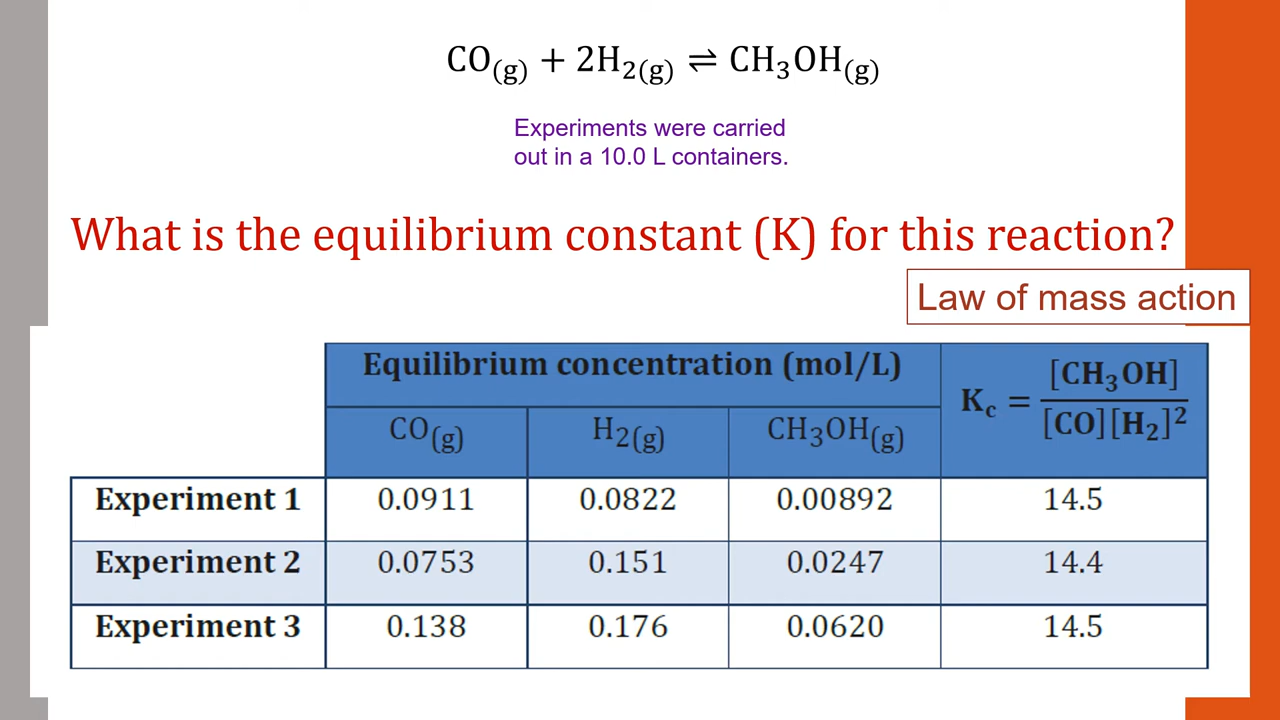 CO(g) + 2H2(g) ⇌ CH3OH(g)
Experiments were carried
out in a 10.0 L containers.
What is the equilibrium constant (K) for this reaction?
Law of mass action
Equilibrium concentration (mol/L)
Kc = [CH3OH] / [CO][H2]²
CO(g) H2(g) CH3OH(g)
Experiment 1 0.0911 0.0822 0.00892 14.5
Experiment 2 0.0753 0.151 0.0247 14.4
Experiment 3 0.138 0.176 0.0620 14.5